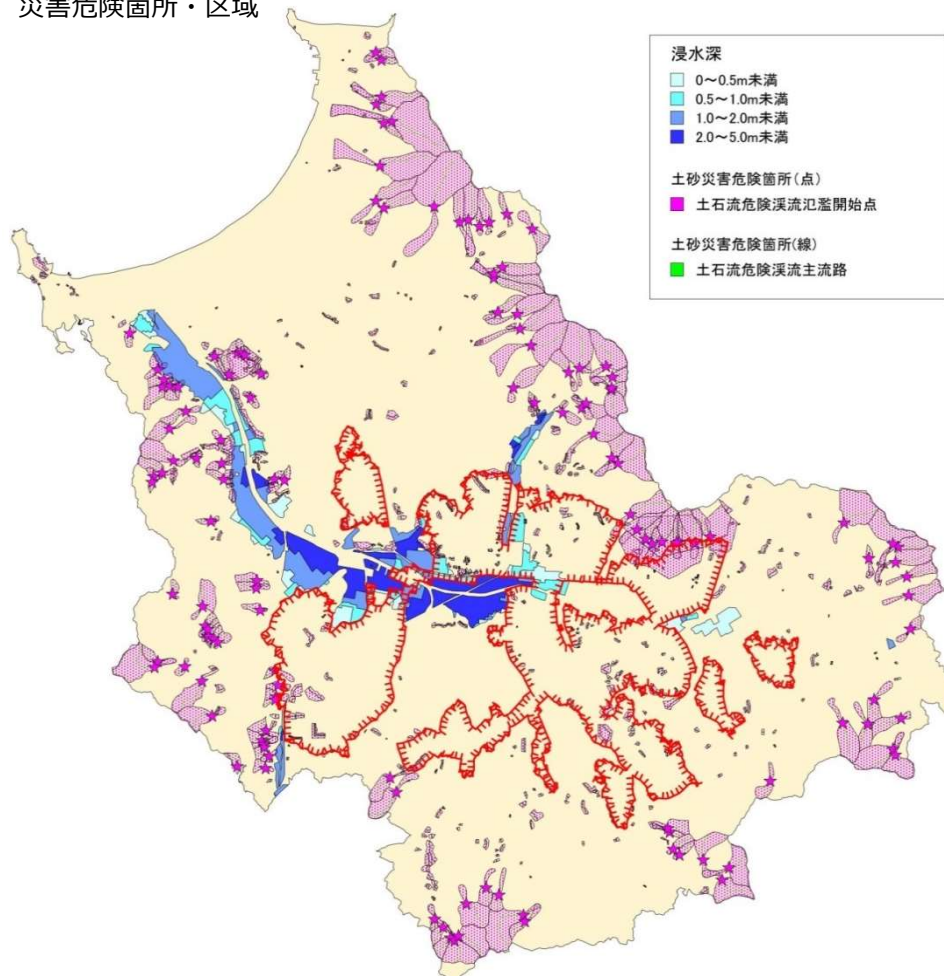 災害危険箇所・区域
浸水深
0～0.5m未満
0.5～1.0m未満
1.0～2.0m未満
2.0～5.0m未満
土砂災害危険箇所(点)
土石流危険渓流氾濫開始点
土砂災害危険箇所(線)
土石流危険渓流主流路